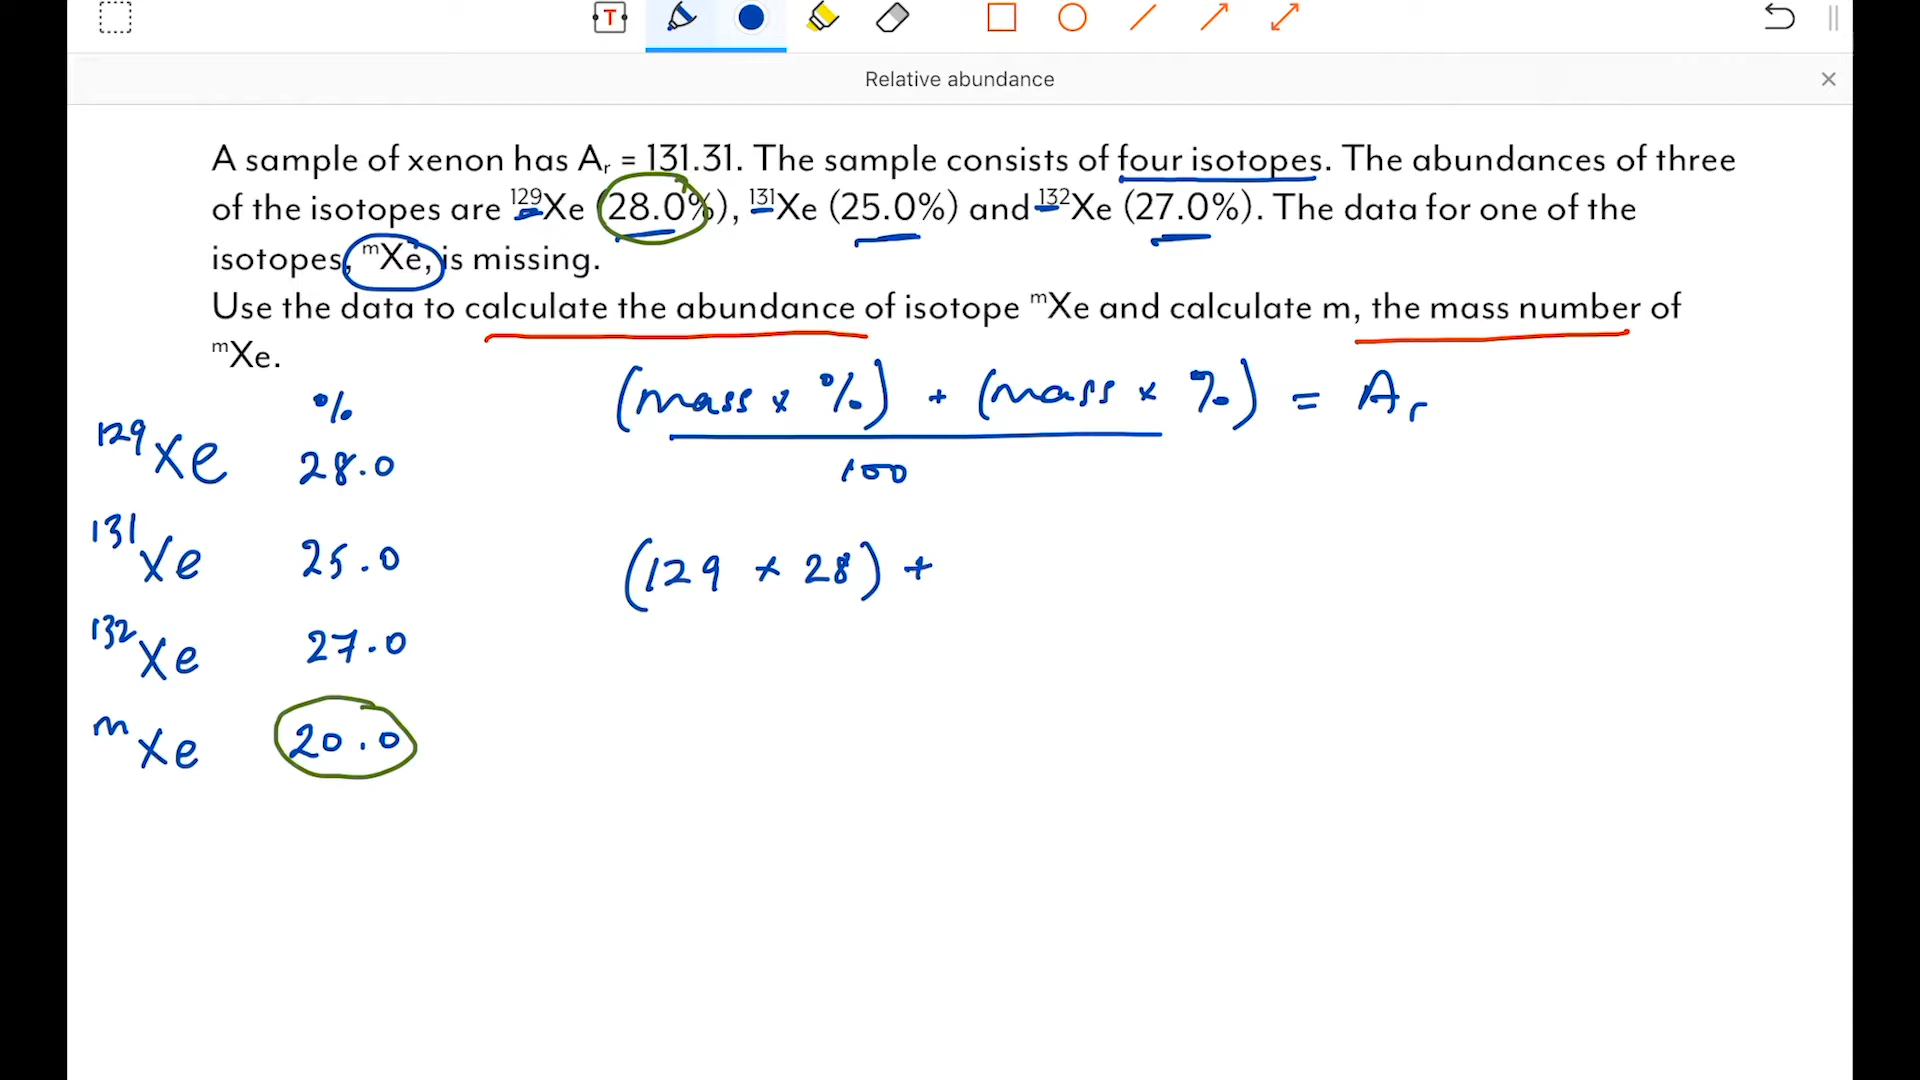 T
Relative abundance
A sample of xenon has Aᵣ = 131.31. The sample consists of four isotopes. The abundances of three
of the isotopes are ¹²⁹Xe (28.0%), ¹³¹Xe (25.0%) and ¹³²Xe (27.0%). The data for one of the
isotopes, ᵐXe, is missing.
Use the data to calculate the abundance of isotope ᵐXe and calculate m, the mass number of
ᵐXe.
(mass × %) + (mass × %) = Aᵣ
100
%
¹²⁹Xe 28.0
¹³¹Xe 25.0
(129 × 28) +
¹³²Xe 27.0
ᵐXe 20.0